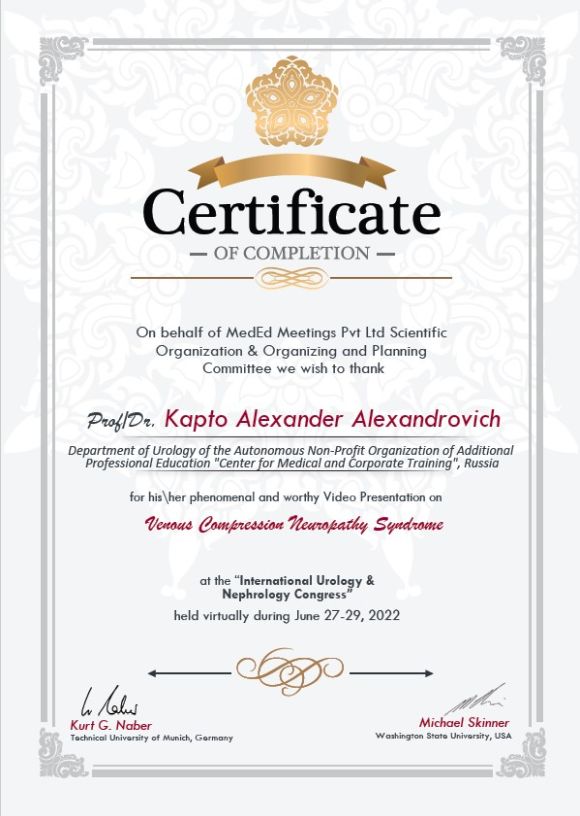 Certificate
OF COMPLETION
On behalf of MedEd Meetings Pvt Ltd Scientific
Organization & Organizing and Planning
Committee we wish to thank
Prof/Dr. Kapto Alexander Alexandrovich
Department of Urology of the Autonomous Non-Profit Organization of Additional
Professional Education "Center for Medical and Corporate Training", Russia
for his\her phenomenal and worthy Video Presentation on
Venous Compression Neuropathy Syndrome
at the "International Urology &
Nephrology Congress"
held virtually during June 27-29, 2022
Kurt G. Naber
Technical University of Munich, Germany
Michael Skinner
Washington State University, USA